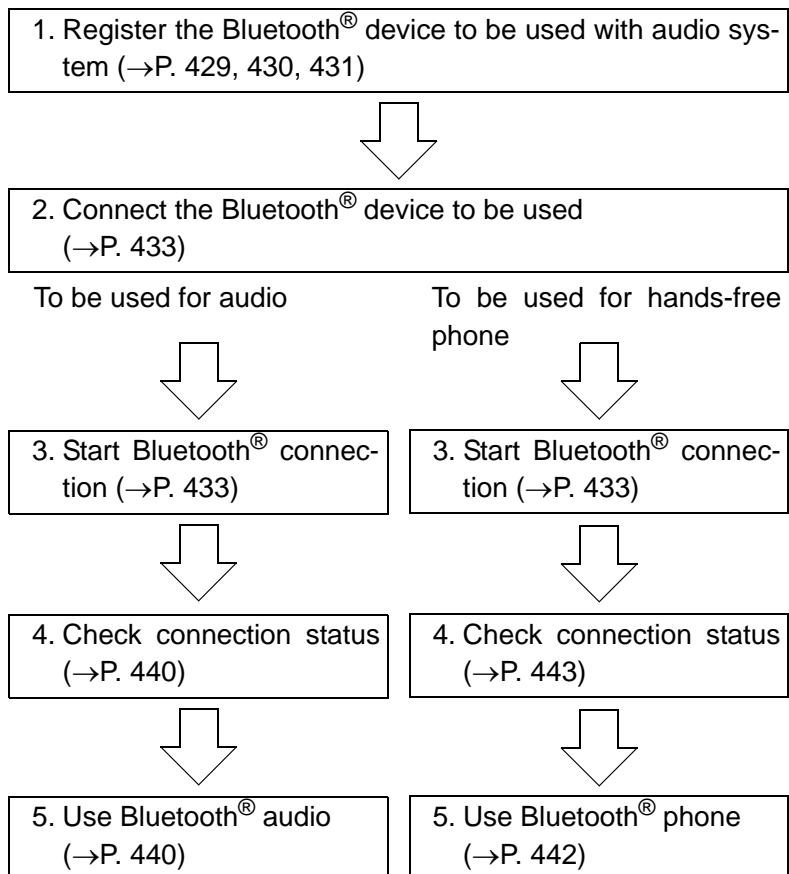 1. Register the Bluetooth® device to be used with audio sys-
tem (→P. 429, 430, 431)
2. Connect the Bluetooth® device to be used
(→P. 433)
To be used for audio
To be used for hands-free
phone
3. Start Bluetooth® connec-
tion (→P. 433)
3. Start Bluetooth® connec-
tion (→P. 433)
4. Check connection status
(→P. 440)
4. Check connection status
(→P. 443)
5. Use Bluetooth® audio
(→P. 440)
5. Use Bluetooth® phone
(→P. 442)